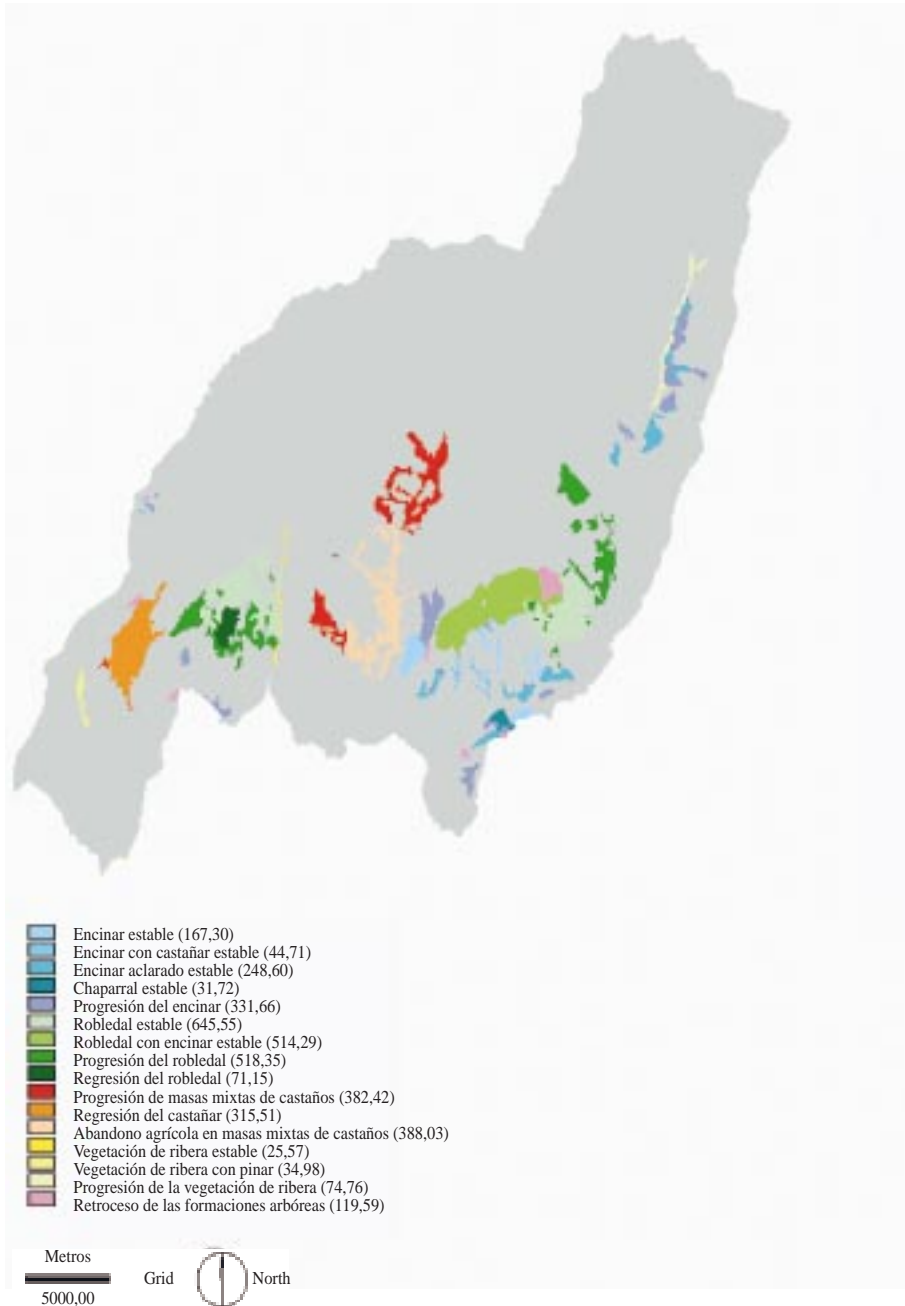 Encinar estable (167,30)
Encinar con castañar estable (44,71)
Encinar aclarado estable (248,60)
Chaparral estable (31,72)
Progresión del encinar (331,66)
Robledal estable (645,55)
Robledal con encinar estable (514,29)
Progresión del robledal (518,35)
Regresión del robledal (71,15)
Progresión de masas mixtas de castaños (382,42)
Regresión del castañar (315,51)
Abandono agrícola en masas mixtas de castaños (388,03)
Vegetación de ribera estable (25,57)
Vegetación de ribera con pinar (34,98)
Progresión de la vegetación de ribera (74,76)
Retroceso de las formaciones arbóreas (119,59)
Metros
Grid North
5000,00